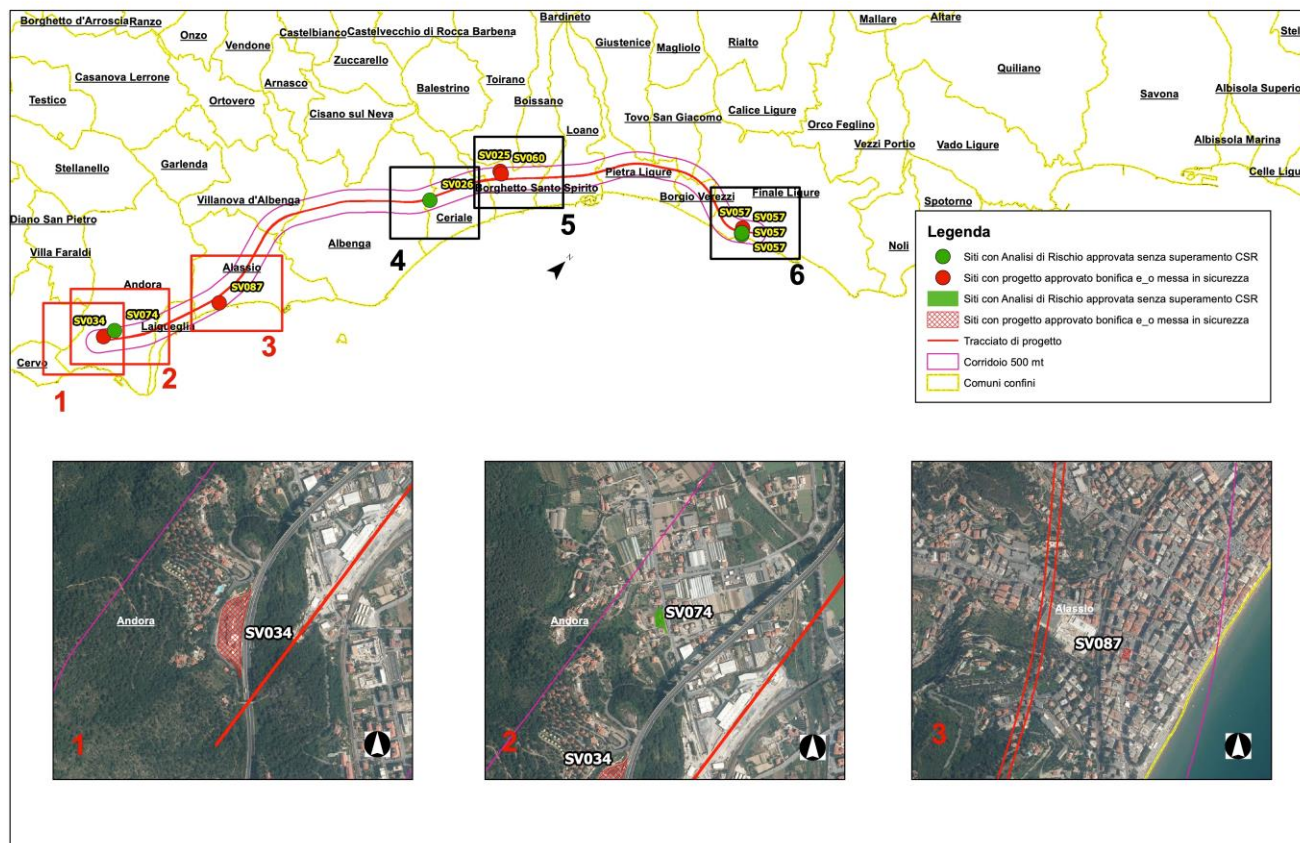 Borghetto d'Arroscia
Ranzo
Onzo
Vendone
Castelbianco
Castelvecchio di Rocca Barbena
Bardineto
Giustenice
Magliolo
Rialto
Mallare
Altare
Stel
Zuccarello
Casanova Lerrone
Arnasco
Toirano
Balestrino
Quiliano
Savona
Albisola Superio
Testico
Ortovero
Cisano sul Neva
Boissano
Loano
Tovo San Giacomo
Calice Ligure
Orco Feglino
Vezzi Portio
Vado Ligure
Albissola Marina
Celle Ligu
Stellanello
Garlenda
SV025
SV060
SV026
Pietra Ligure
Borghetto Santo Spirito
Villanova d'Albenga
Borgio Verezzi
Finale Ligure
Spotorno
Diano San Pietro
Ceriale
SV057
SV057
SV057
SV057
Villa Faraldi
Albenga
Noli
Alassio
Andora
SV087
SV034
SV074
Laigueglia
Cervo
1
2
3
4
5
6
N
Legenda
Siti con Analisi di Rischio approvata senza superamento CSR
Siti con progetto approvato bonifica e_o messa in sicurezza
Siti con Analisi di Rischio approvata senza superamento CSR
Siti con progetto approvato bonifica e_o messa in sicurezza
Tracciato di progetto
Corridoio 500 mt
Comuni confini
Andora
SV034
1
Andora
SV074
SV034
2
Alassio
SV087
3